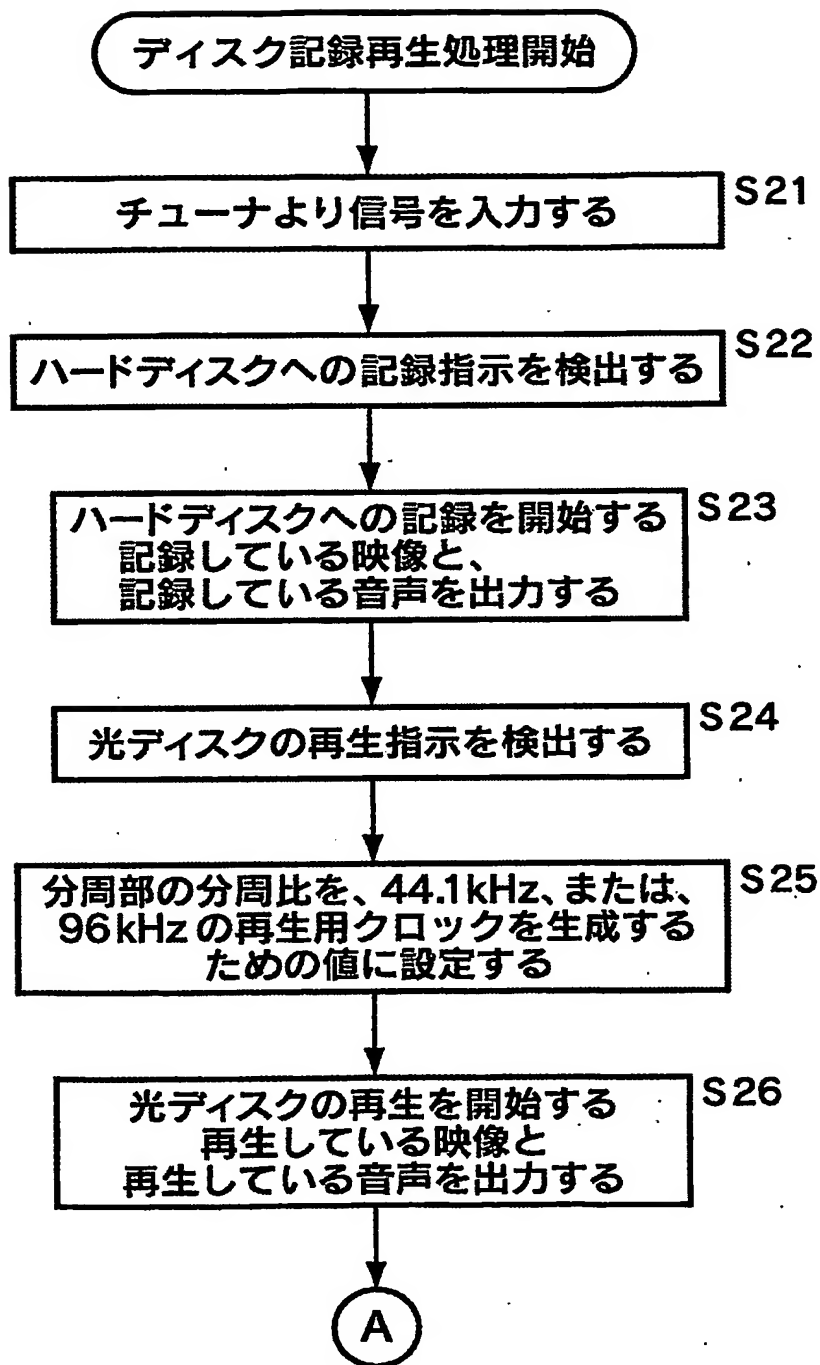 ディスク記録再生処理開始
チューナより信号を入力する
S21
ハードディスクへの記録指示を検出する
S22
ハードディスクへの記録を開始する
記録している映像と、
記録している音声を出力する
S23
光ディスクの再生指示を検出する
S24
分周部の分周比を、44.1kHz、または、
96kHzの再生用クロックを生成する
ための値に設定する
S25
光ディスクの再生を開始する
再生している映像と
再生している音声を出力する
S26
A